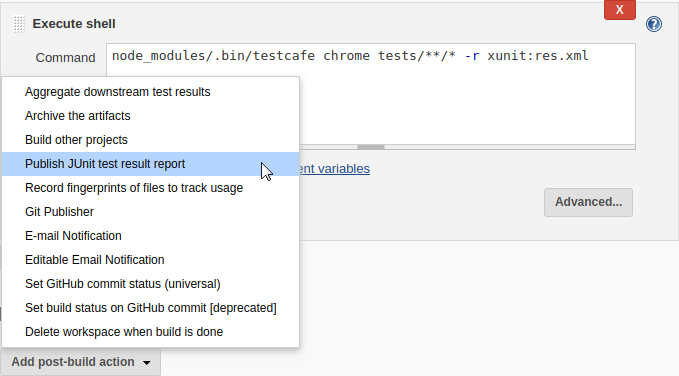 X
Execute shell
?
Command
node_modules/.bin/testcafe chrome tests/**/* -r xunit:res.xml
Aggregate downstream test results
Archive the artifacts
Build other projects
Publish JUnit test result report
ent variables
Record fingerprints of files to track usage
Advanced...
Git Publisher
E-mail Notification
Editable Email Notification
Set GitHub commit status (universal)
Set build status on GitHub commit [deprecated]
Delete workspace when build is done
Add post-build action